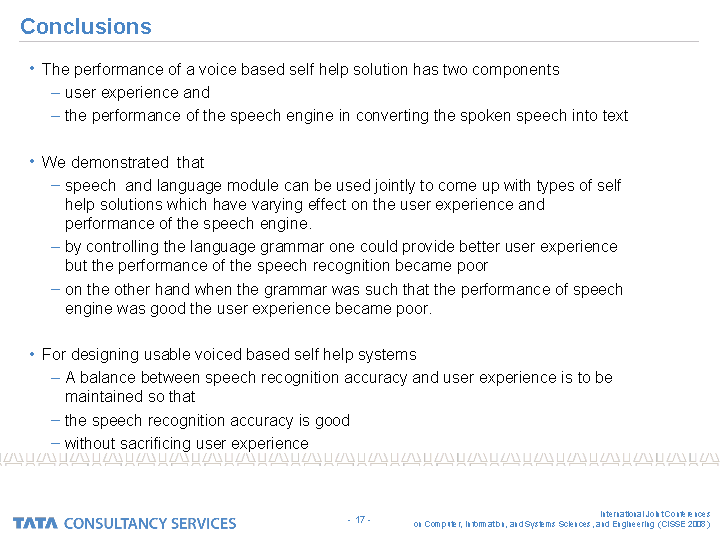 Conclusions
• The performance of a voice based self help solution has two components
– user experience and
– the performance of the speech engine in converting the spoken speech into text
• We demonstrated that
– speech and language module can be used jointly to come up with types of self
help solutions which have varying effect on the user experience and
performance of the speech engine.
– by controlling the language grammar one could provide better user experience
but the performance of the speech recognition became poor
– on the other hand when the grammar was such that the performance of speech
engine was good the user experience became poor.
• For designing usable voiced based self help systems
– A balance between speech recognition accuracy and user experience is to be
maintained so that
– the speech recognition accuracy is good
– without sacrificing user experience
TATA CONSULTANCY SERVICES
- 17 -
International Joint Conferences
on Computer, Information, and Systems Sciences, and Engineering (CISSE 2008)